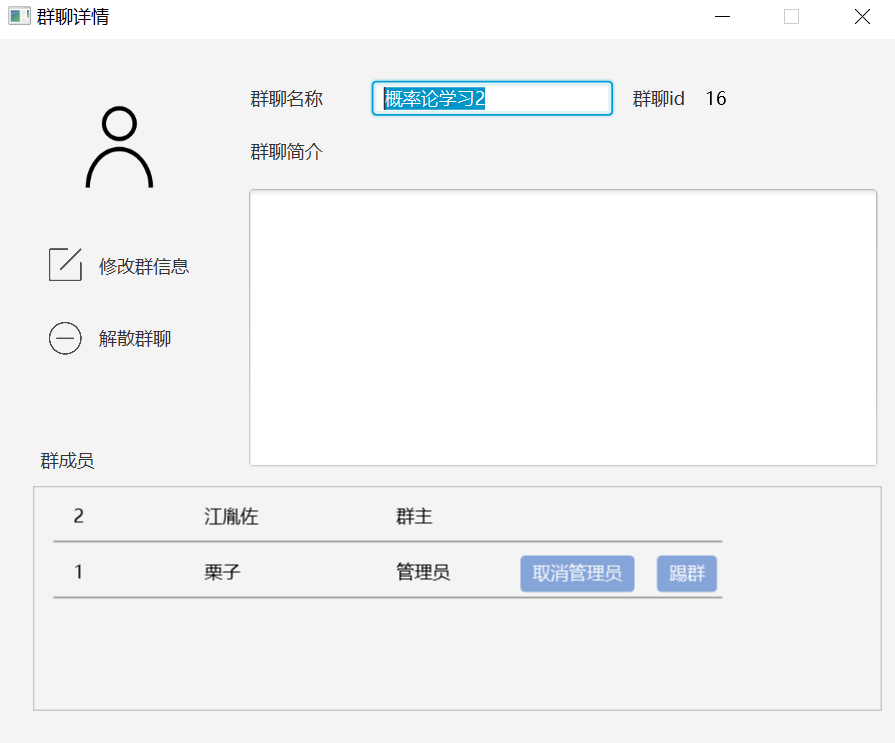 群聊详情
群聊名称 概率论学习2 群聊id 16
群聊简介
修改群信息
解散群聊
群成员
2 江胤佐 群主
1 栗子 管理员 取消管理员 踢群